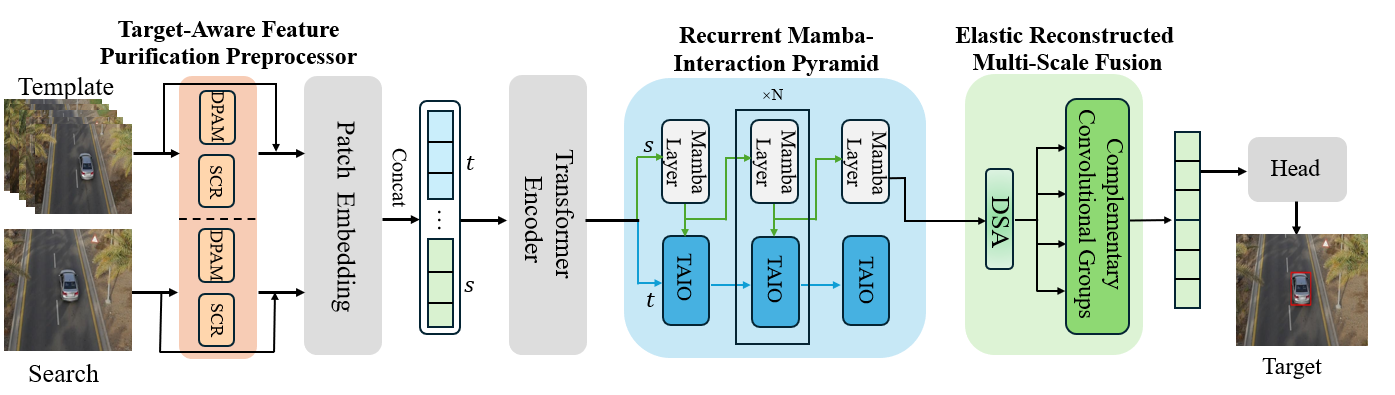 Target-Aware Feature
Purification Preprocessor
Recurrent Mamba-
Interaction Pyramid
Elastic Reconstructed
Multi-Scale Fusion
Template
Search
DPAM
SCR
DPAM
SCR
Patch Embedding
Concat
t
...
s
Transformer
Encoder
×N
s
t
Mamba
Layer
Mamba
Layer
Mamba
Layer
TAIO
TAIO
TAIO
DSA
Complementary
Convolutional Groups
Head
Target